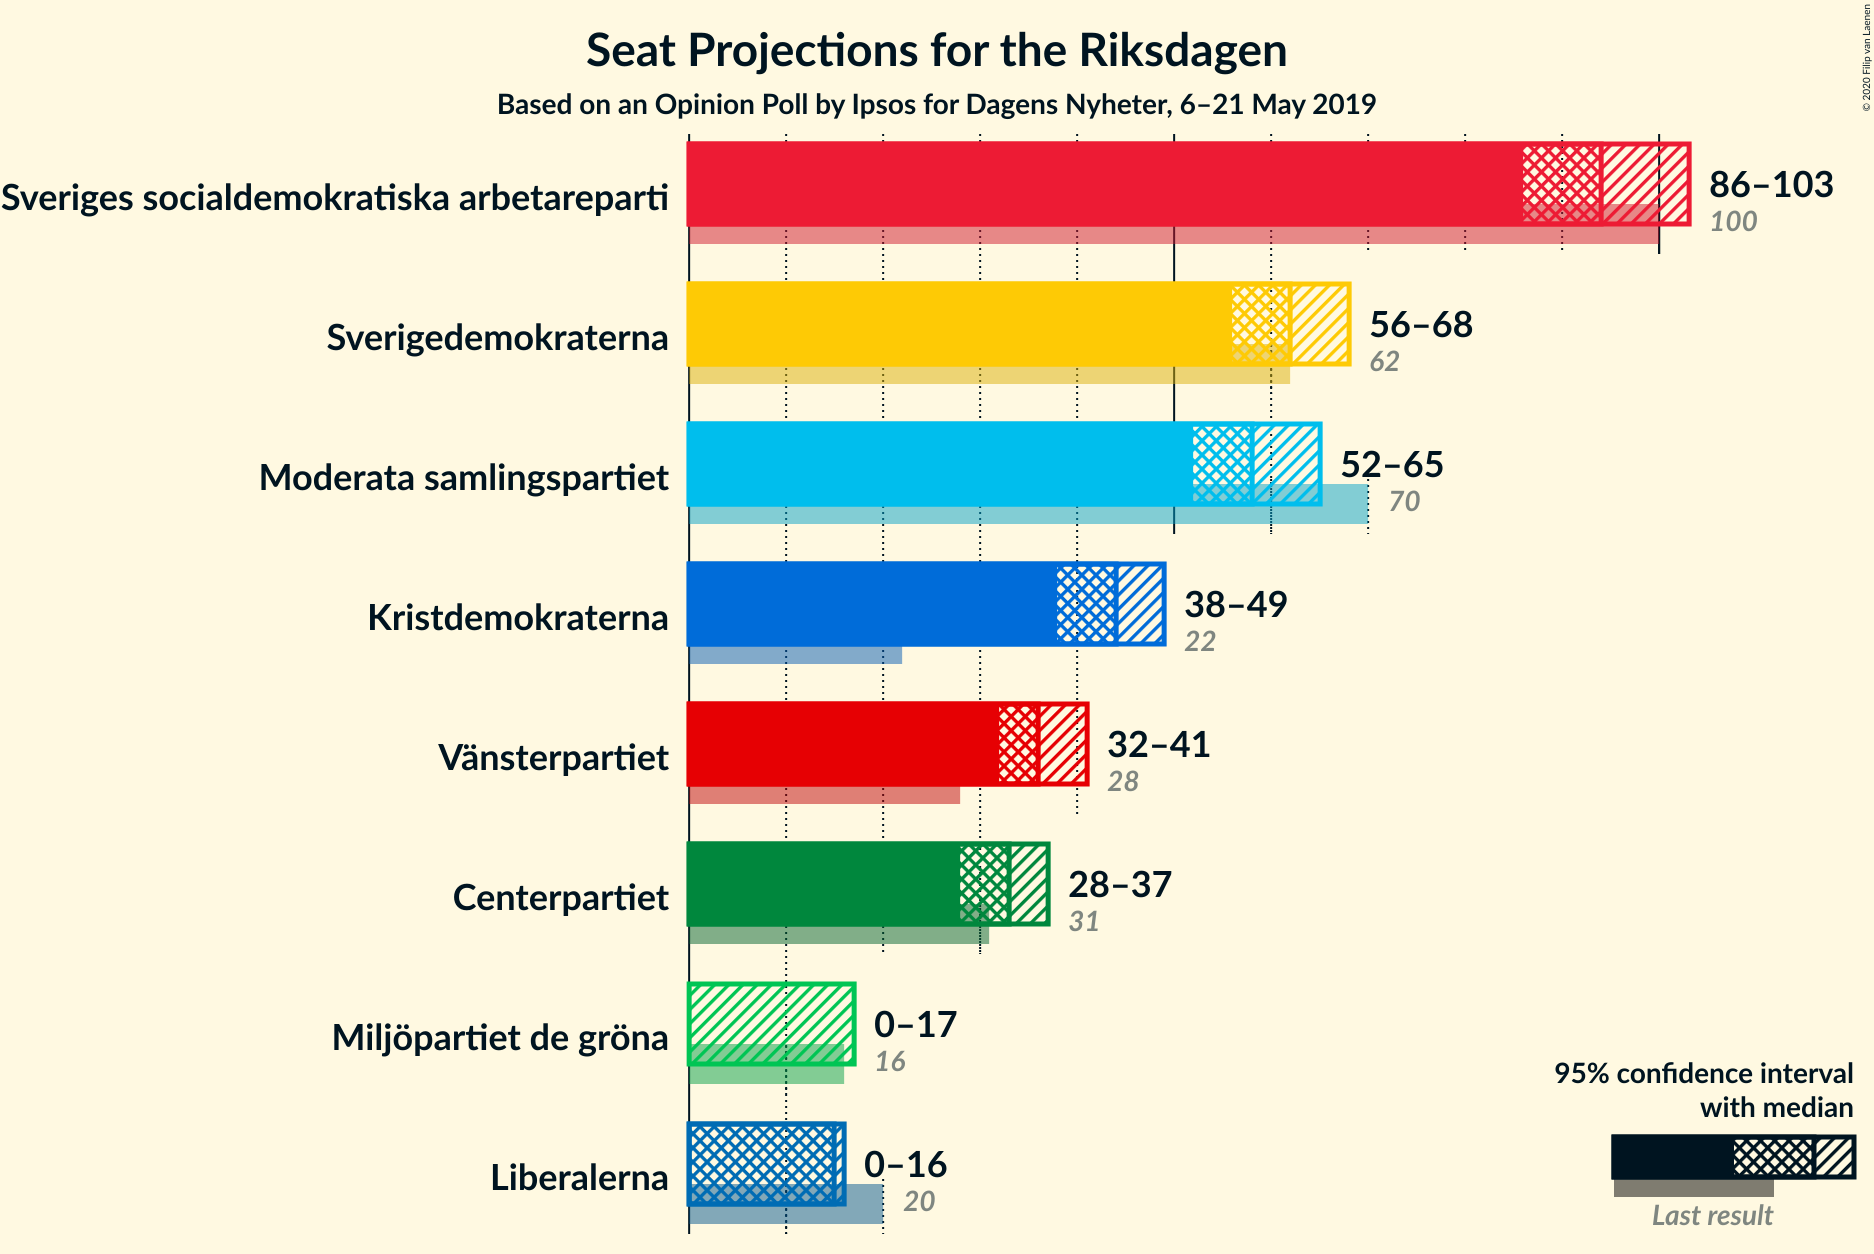 Seat Projections for the Riksdagen
Based on an Opinion Poll by Ipsos for Dagens Nyheter, 6–21 May 2019
© 2020 Filip van Laenen
Sveriges socialdemokratiska arbetareparti
86–103
100
Sverigedemokraterna
56–68
62
Moderata samlingspartiet
52–65
70
Kristdemokraterna
38–49
22
Vänsterpartiet
32–41
28
Centerpartiet
28–37
31
Miljöpartiet de gröna
0–17
16
Liberalerna
0–16
20
95% confidence interval
with median
Last result